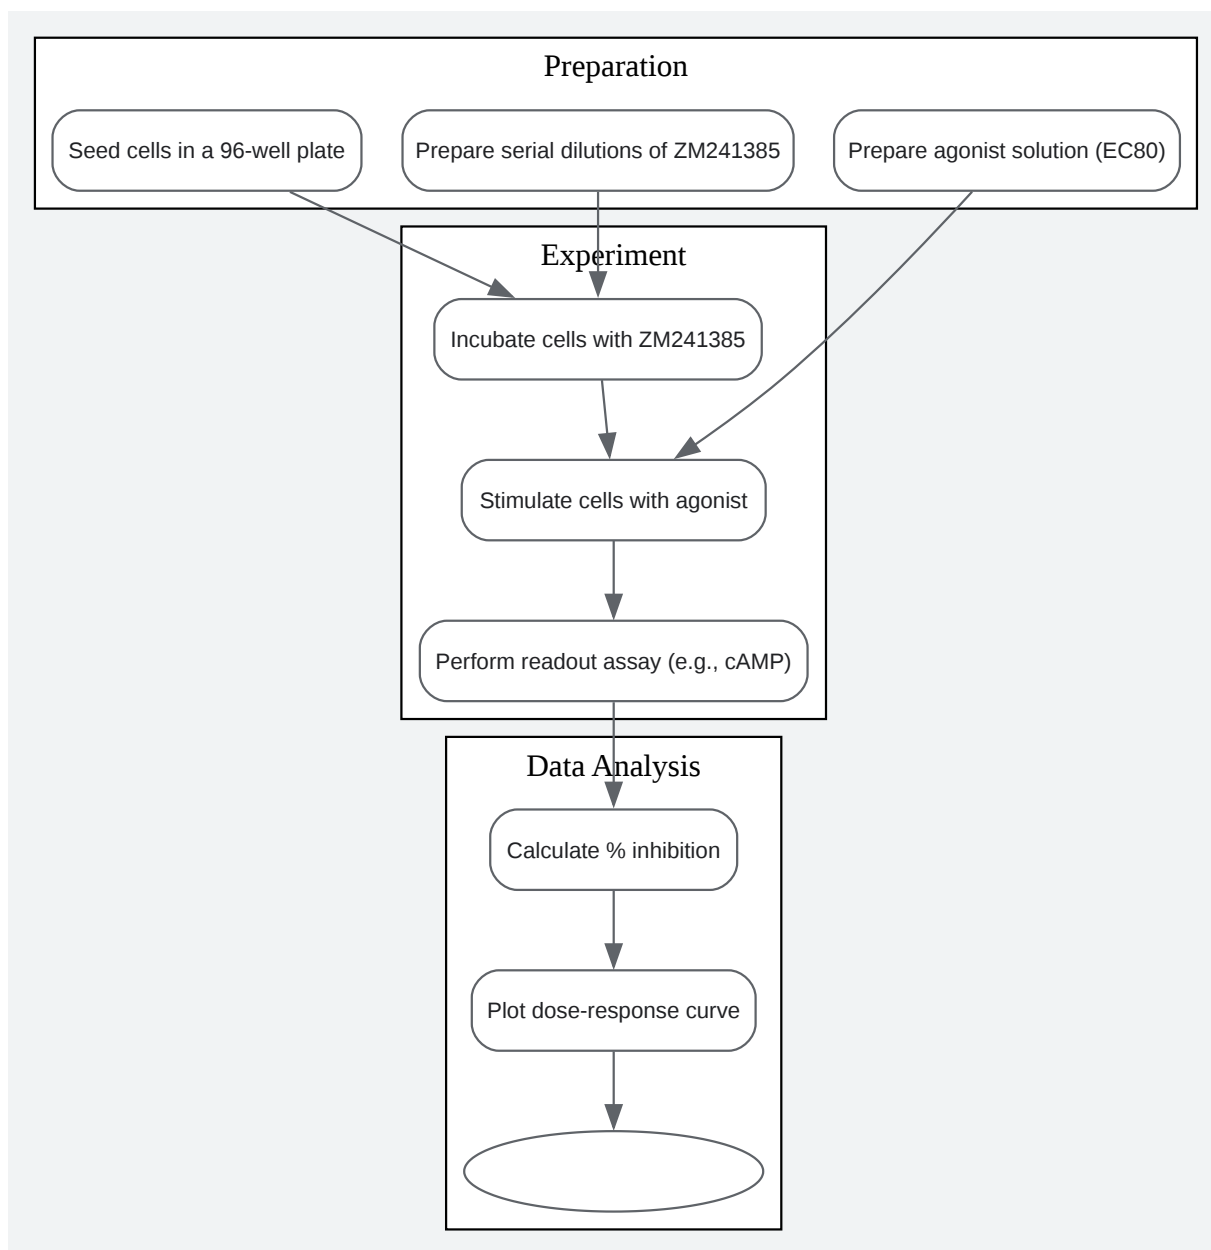 Preparation
Seed cells in a 96-well plate
Prepare serial dilutions of ZM241385
Prepare agonist solution (EC80)
Experiment
Incubate cells with ZM241385
Stimulate cells with agonist
Perform readout assay (e.g., cAMP)
Data Analysis
Calculate % inhibition
Plot dose-response curve